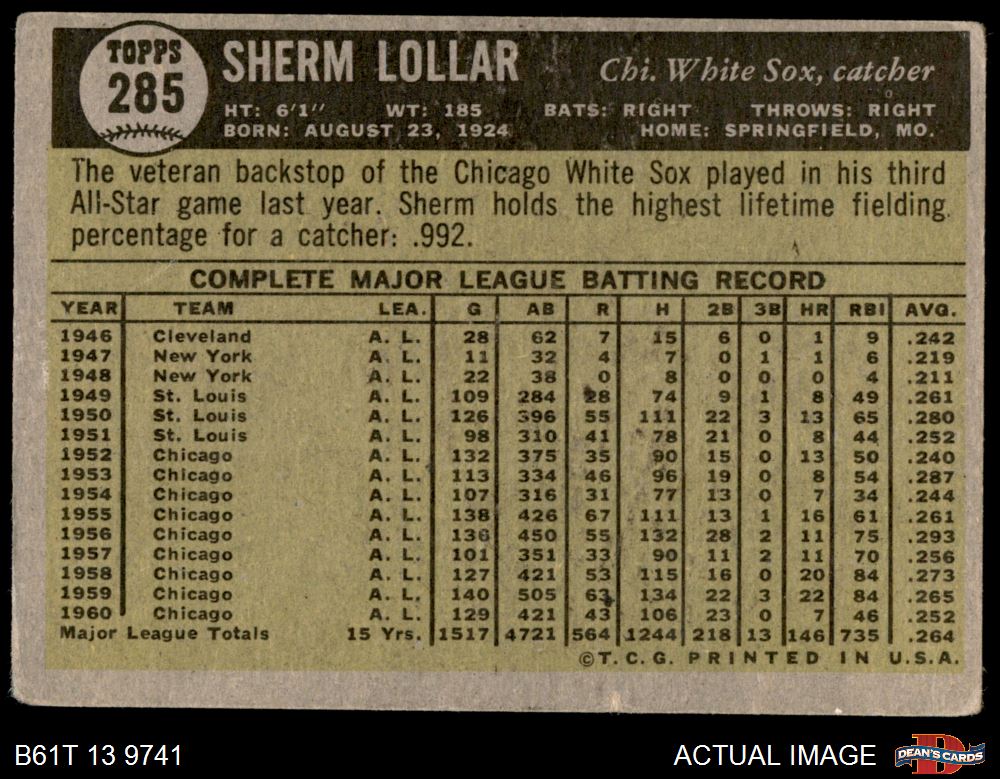 TOPPS
285
SHERM LOLLAR Chi. White Sox, catcher
HT: 6'1" WT: 185 BATS: RIGHT THROWS: RIGHT
BORN: AUGUST 23, 1924 HOME: SPRINGFIELD, MO.
The veteran backstop of the Chicago White Sox played in his third
All-Star game last year. Sherm holds the highest lifetime fielding
percentage for a catcher: .992.
COMPLETE MAJOR LEAGUE BATTING RECORD
YEAR TEAM LEA. G AB R H 2B 3B HR RBI AVG.
1946 Cleveland A. L. 28 62 7 15 6 0 1 9 .242
1947 New York A. L. 11 32 4 7 0 1 1 6 .219
1948 New York A. L. 22 38 0 8 0 0 0 4 .211
1949 St. Louis A. L. 109 284 28 74 9 1 8 49 .261
1950 St. Louis A. L. 126 396 55 111 22 3 13 65 .280
1951 St. Louis A. L. 98 310 41 78 21 0 8 44 .252
1952 Chicago A. L. 132 375 35 90 15 0 13 50 .240
1953 Chicago A. L. 113 334 46 96 19 0 8 54 .287
1954 Chicago A. L. 107 316 31 77 13 0 7 34 .244
1955 Chicago A. L. 138 426 67 111 13 1 16 61 .261
1956 Chicago A. L. 136 450 55 132 28 2 11 75 .293
1957 Chicago A. L. 101 351 33 90 11 2 11 70 .256
1958 Chicago A. L. 127 421 53 115 16 0 20 84 .273
1959 Chicago A. L. 140 505 63 134 22 3 22 84 .265
1960 Chicago A. L. 129 421 43 106 23 0 7 46 .252
Major League Totals 15 Yrs. 1517 4721 564 1244 218 13 146 735 .264
©T. C. G. PRINTED IN U.S.A.
B61T 13 9741 ACTUAL IMAGE DEAN'S CARDS